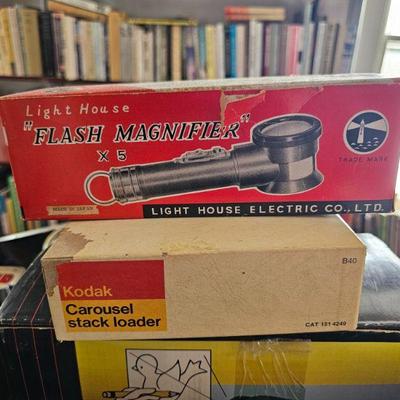 Light House
"FLASH MAGNIFIER"
X 5
TRADE MARK
MADE IN JAPAN
LIGHT HOUSE ELECTRIC CO., LTD.
Kodak
Carousel
stack loader
B40
CAT 151 4249